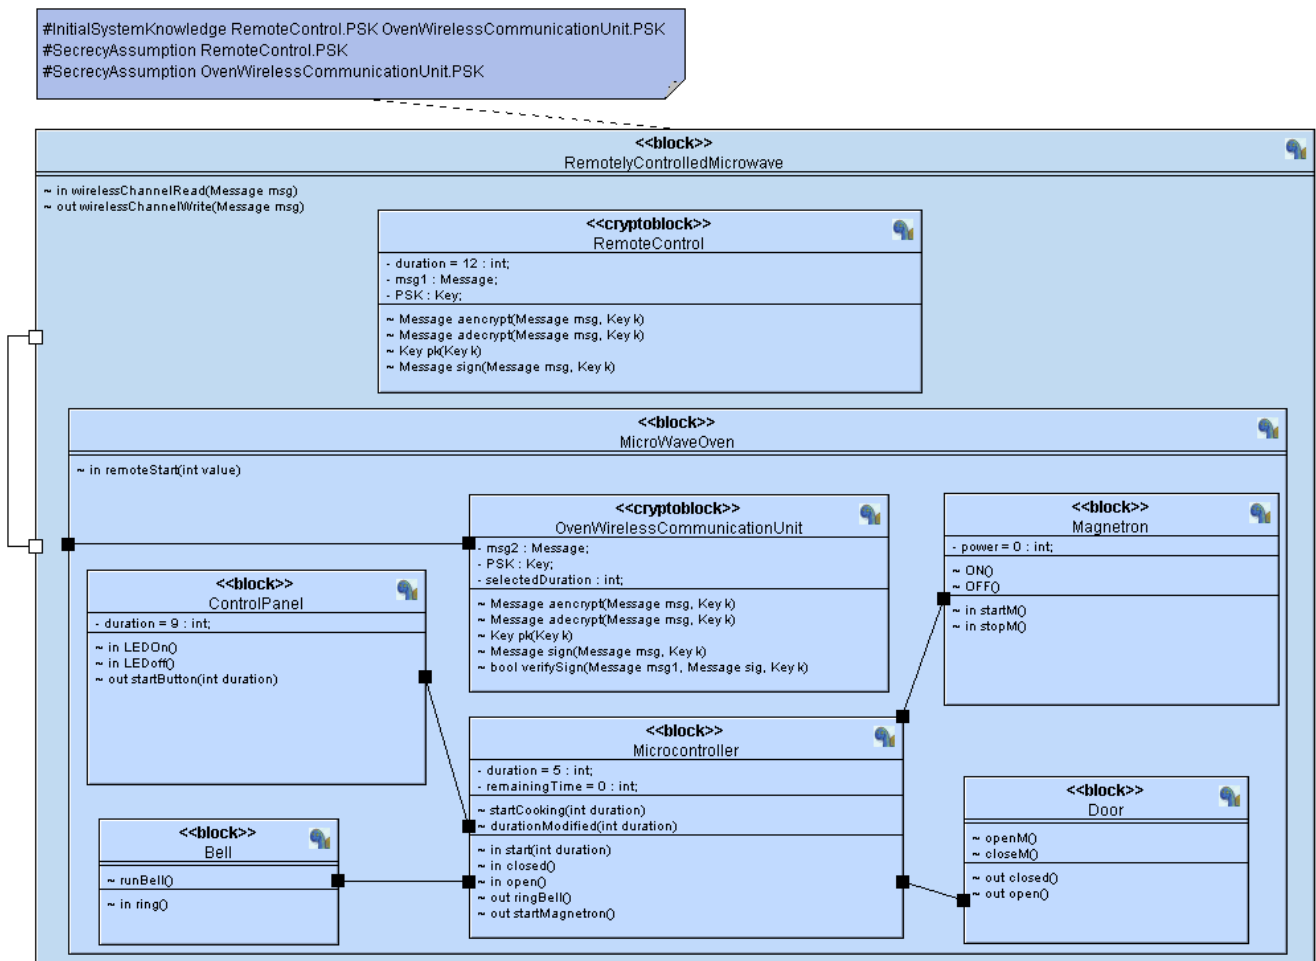 #InitialSystemKnowledge RemoteControl.PSK OvenWirelessCommunicationUnit.PSK
#SecrecyAssumption RemoteControl.PSK
#SecrecyAssumption OvenWirelessCommunicationUnit.PSK
<<block>>
RemotelyControlledMicrowave
~ in wirelessChannelRead(Message msg)
~ out wirelessChannelWrite(Message msg)
<<cryptoblock>>
RemoteControl
- duration = 12 : int;
- msg1 : Message;
- PSK : Key;
~ Message aencrypt(Message msg, Key k)
~ Message adecrypt(Message msg, Key k)
~ Key pk(Key k)
~ Message sign(Message msg, Key k)
<<block>>
MicroWaveOven
~ in remoteStart(int value)
<<cryptoblock>>
OvenWirelessCommunicationUnit
- msg2 : Message;
- PSK : Key;
- selectedDuration : int;
~ Message aencrypt(Message msg, Key k)
~ Message adecrypt(Message msg, Key k)
~ Key pk(Key k)
~ Message sign(Message msg, Key k)
~ bool verifySign(Message msg1, Message sig, Key k)
<<block>>
Magnetron
- power = 0 : int;
~ ON()
~ OFF()
~ in startM()
~ in stopM()
<<block>>
ControlPanel
- duration = 9 : int;
~ in LEDOn()
~ in LEDoff()
~ out startButton(int duration)
<<block>>
Microcontroller
- duration = 5 : int;
- remainingTime = 0 : int;
~ startCooking(int duration)
~ durationModified(int duration)
~ in start(int duration)
~ in closed()
~ in open()
~ out ringBell()
~ out startMagnetron()
<<block>>
Door
~ openM()
~ closeM()
~ out closed()
~ out open()
<<block>>
Bell
~ runBell()
~ in ring()